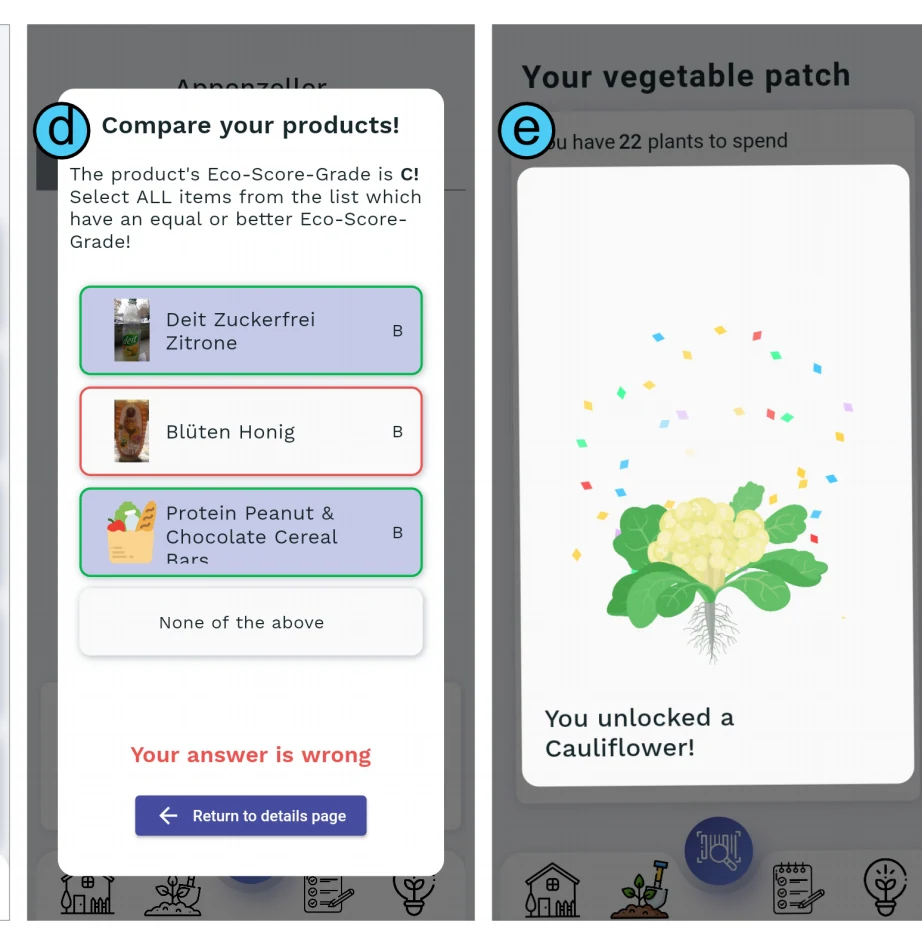 Appenzeller
d
Compare your products!
The product's Eco-Score-Grade is C!
Select ALL items from the list which
have an equal or better Eco-Score-
Grade!
Deit Zuckerfrei
Zitrone
B
Blüten Honig
B
Protein Peanut &
Chocolate Cereal
Bars
B
None of the above
Your answer is wrong
Return to details page
Your vegetable patch
e
ou have 22 plants to spend
You unlocked a
Cauliflower!